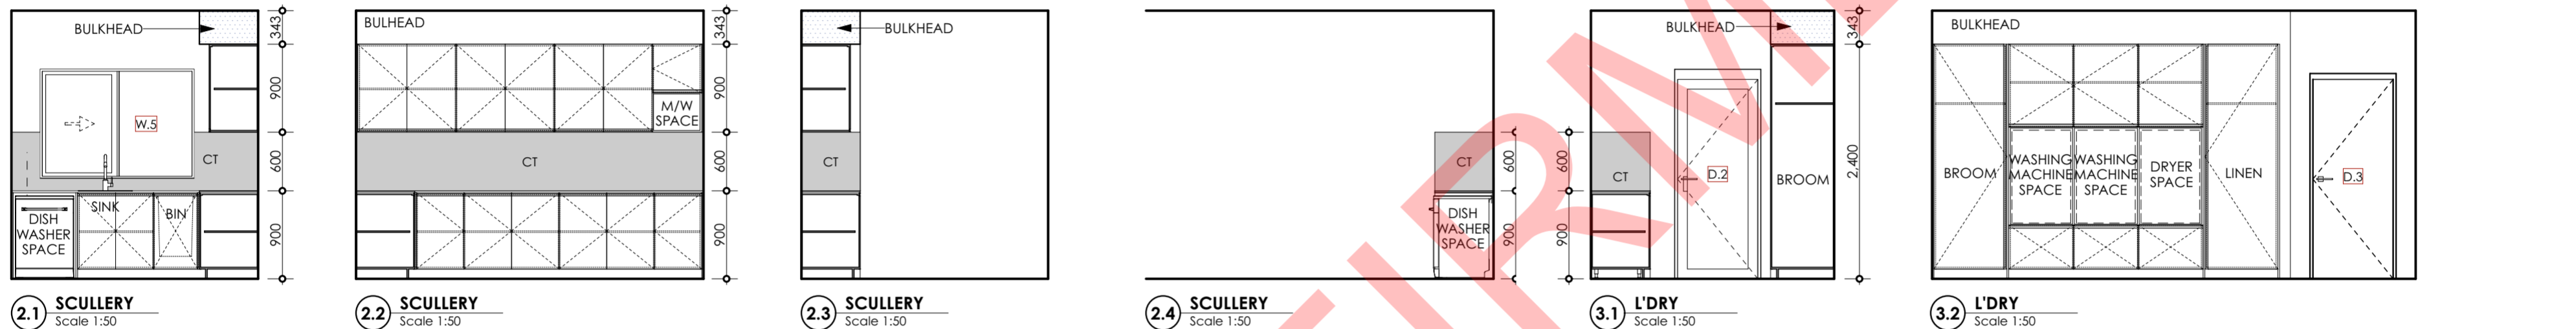 BULKHEAD
343
900
W.5
CT
600
SINK
BIN
DISH
WASHER
SPACE
900
2.1 SCULLERY
Scale 1:50
BULHEAD
343
900
M/W
SPACE
CT
600
900
2.2 SCULLERY
Scale 1:50
BULKHEAD
CT
2.3 SCULLERY
Scale 1:50
CT
600
DISH
WASHER
SPACE
900
2.4 SCULLERY
Scale 1:50
BULKHEAD
343
600
CT
D.2
BROOM
2,400
900
3.1 L'DRY
Scale 1:50
BULKHEAD
BROOM
WASHING
MACHINE
SPACE
WASHING
MACHINE
SPACE
DRYER
SPACE
LINEN
D.3
3.2 L'DRY
Scale 1:50